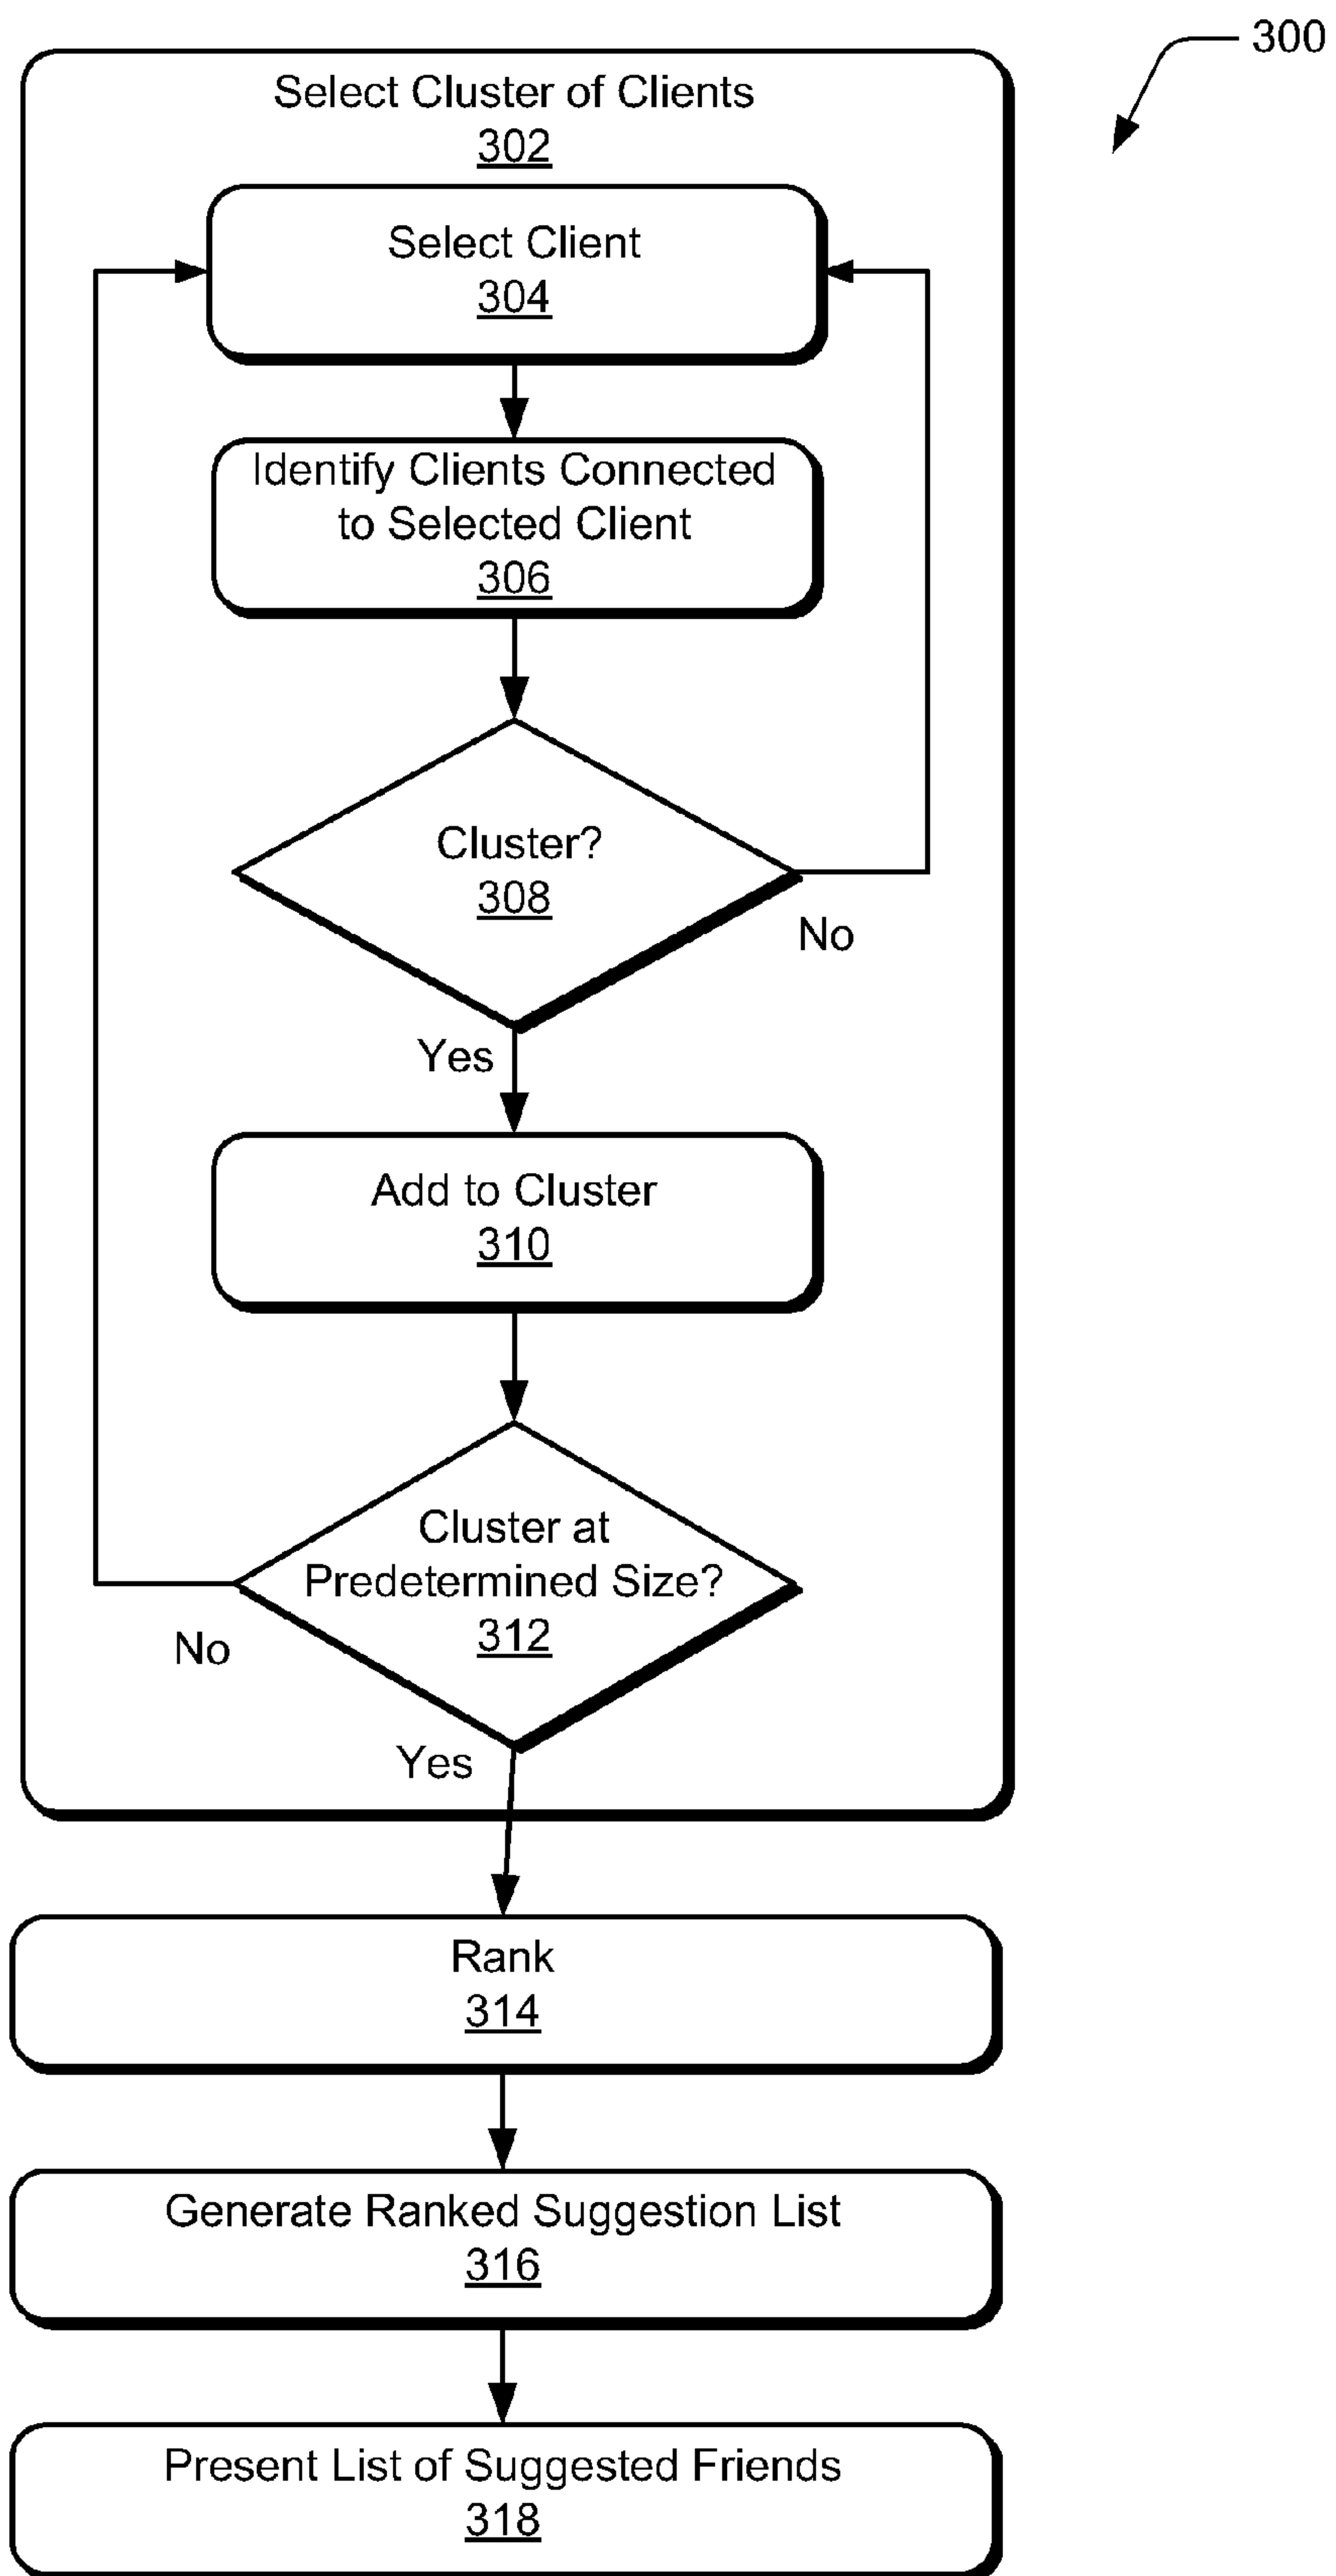 300
Select Cluster of Clients
302
Select Client
304
Identify Clients Connected
to Selected Client
306
Cluster?
308
No
Yes
Add to Cluster
310
Cluster at
Predetermined Size?
312
No
Yes
Rank
314
Generate Ranked Suggestion List
316
Present List of Suggested Friends
318